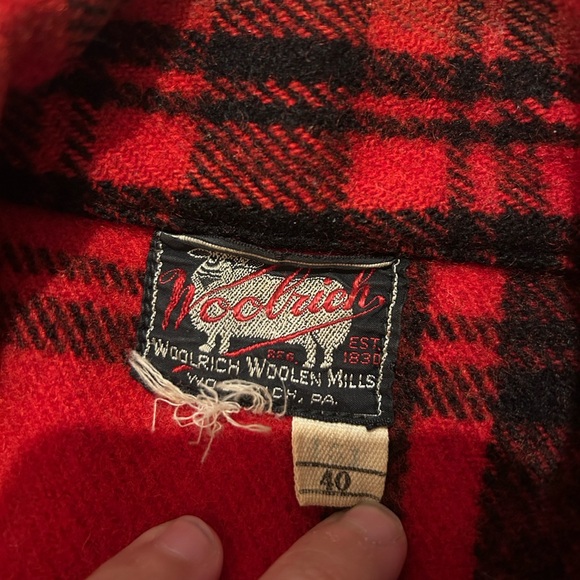 Woolrich
REG. EST.
1830
WOOLRICH WOOLEN MILLS
PA.
40